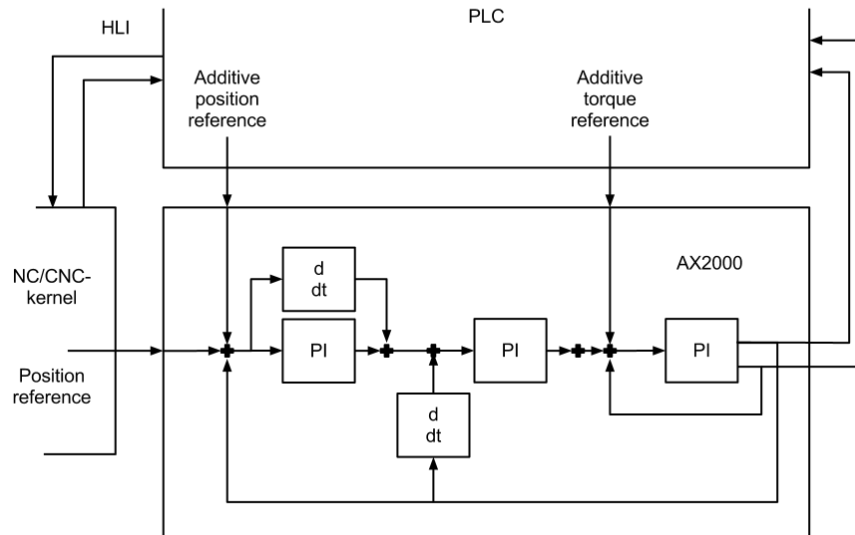 HLI
PLC
Additive
position
reference
Additive
torque
reference
NC/CNC-
kernel
AX2000
d
dt
PI
PI
PI
Position
reference
d
dt